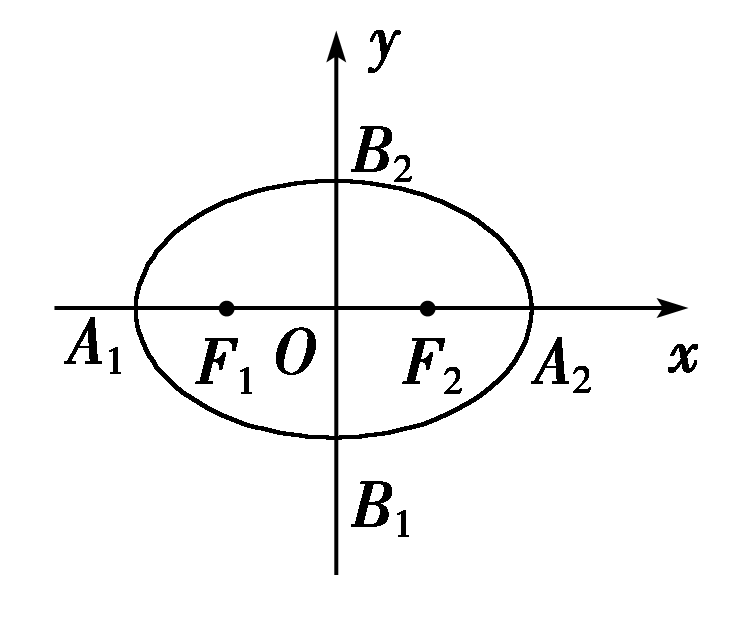 y
B₂
A₁ F₁ O F₂ A₂ x
B₁